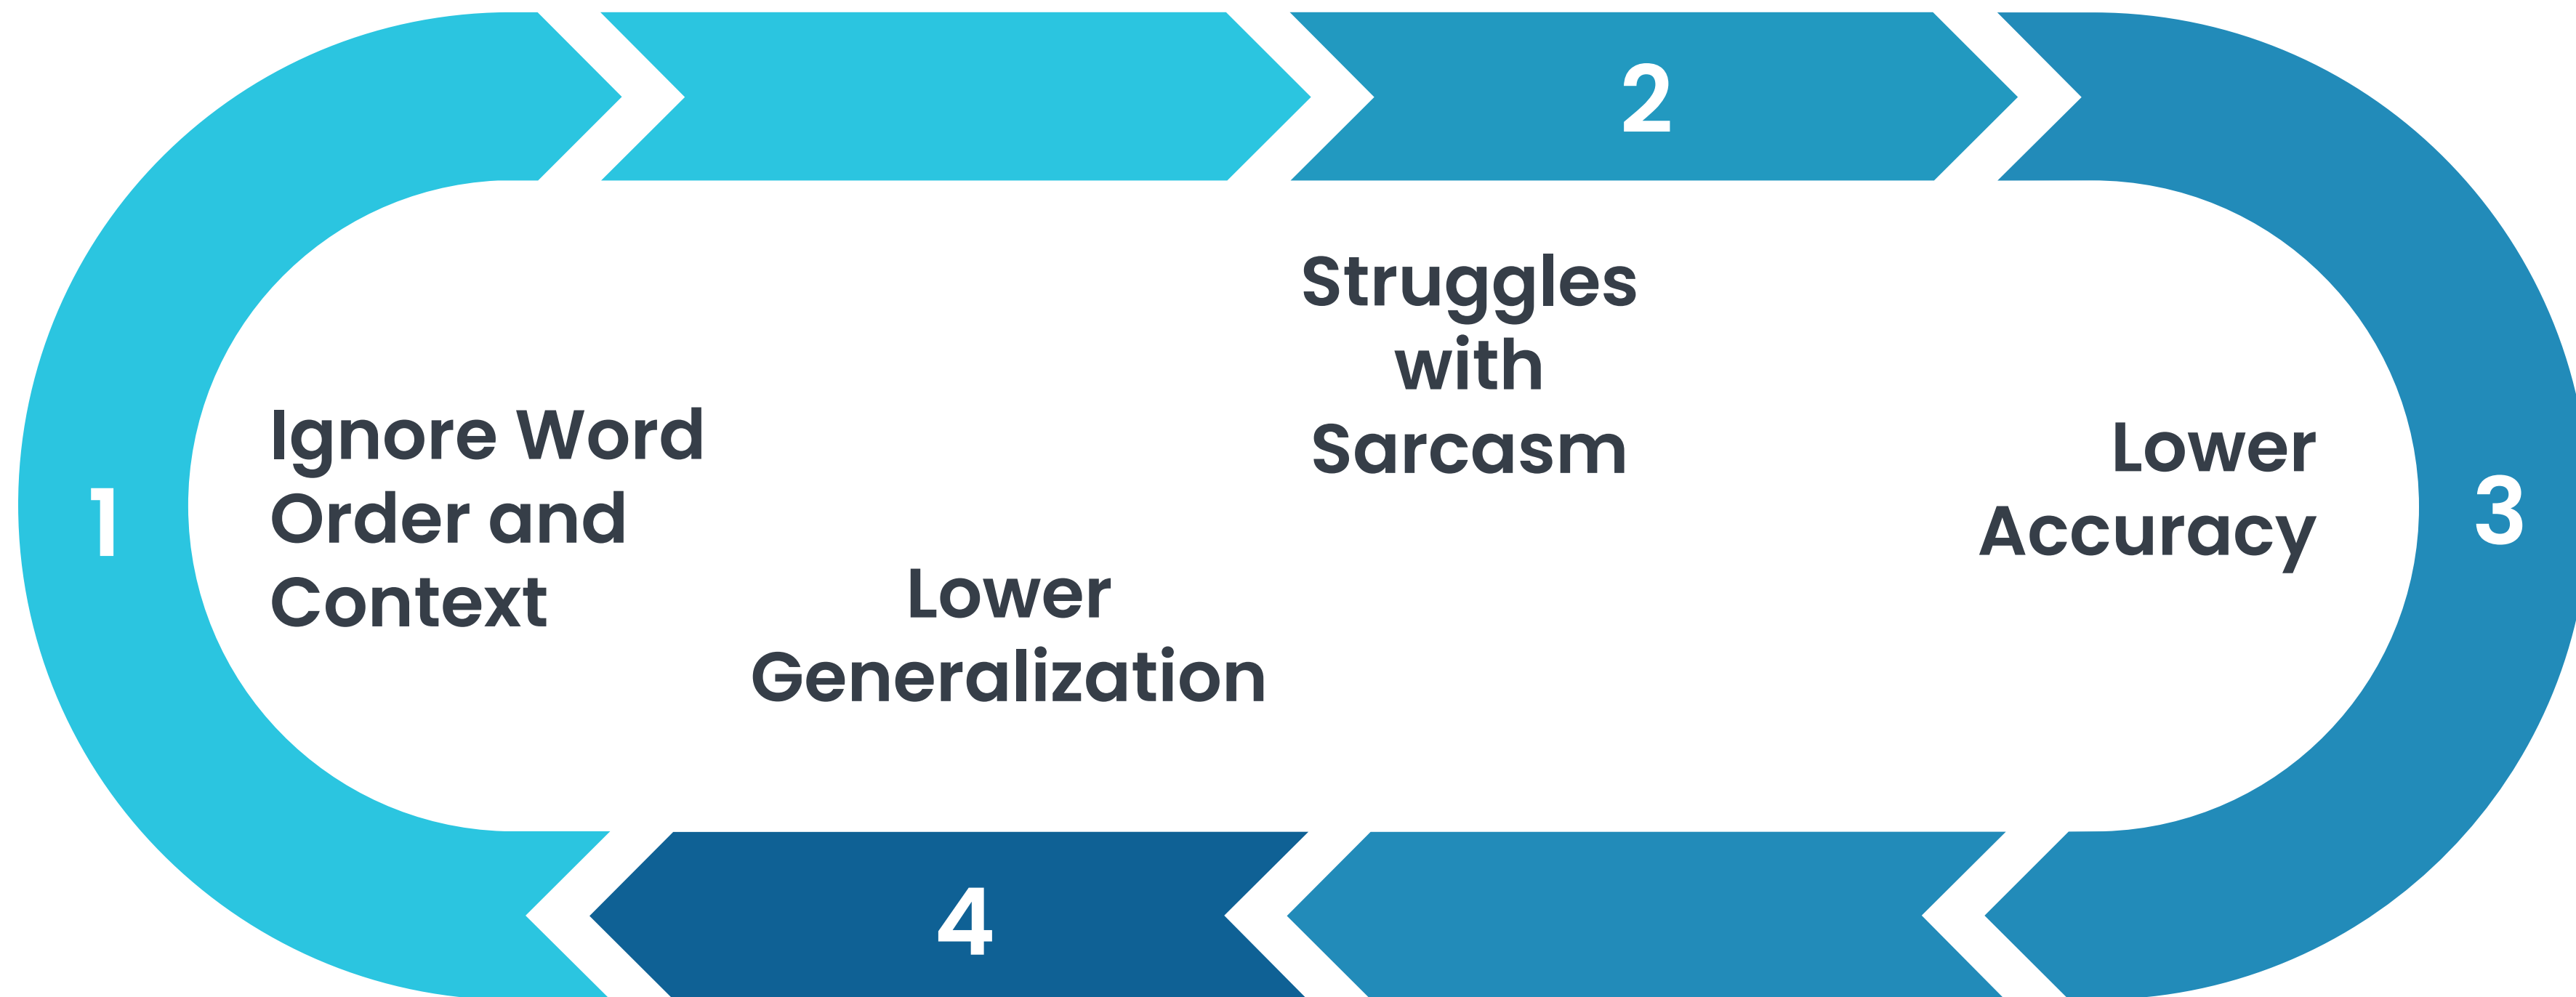 1
Ignore Word
Order and
Context
2
Struggles
with
Sarcasm
3
Lower
Accuracy
4
Lower
Generalization